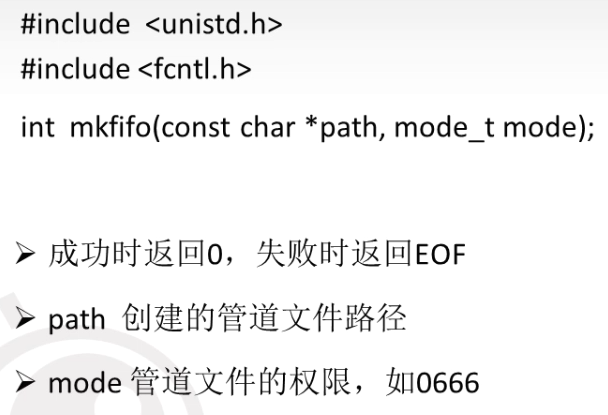 #include <unistd.h>
#include <fcntl.h>
int mkfifo(const char *path, mode_t mode);
➢ 成功时返回0，失败时返回EOF
➢ path 创建的管道文件路径
➢ mode 管道文件的权限，如0666